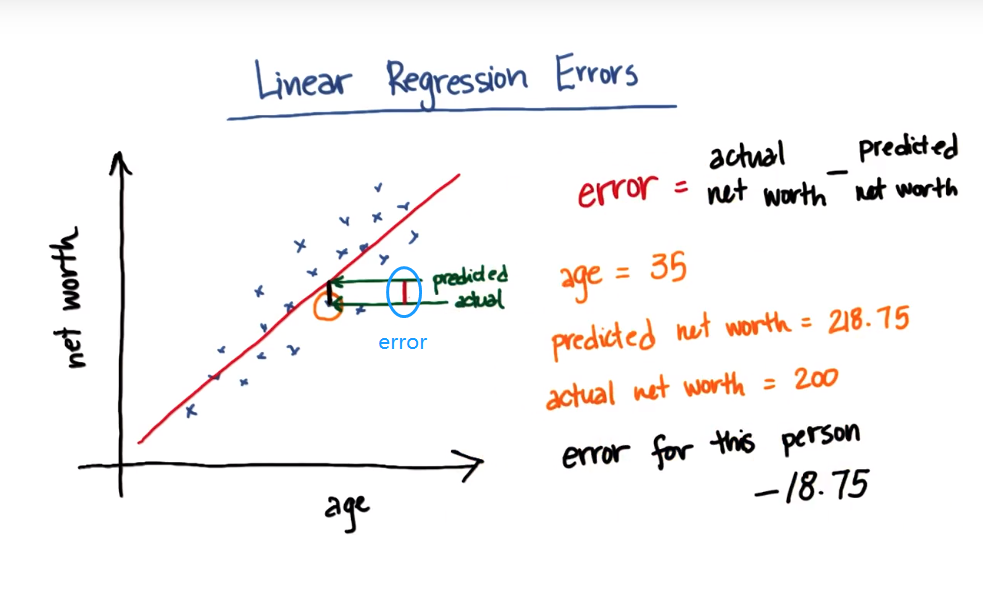 Linear Regression Errors
error = actual net worth - predicted net worth
net worth
predicted
actual
error
age
age = 35
predicted net worth = 218.75
actual net worth = 200
error for this person
-18.75